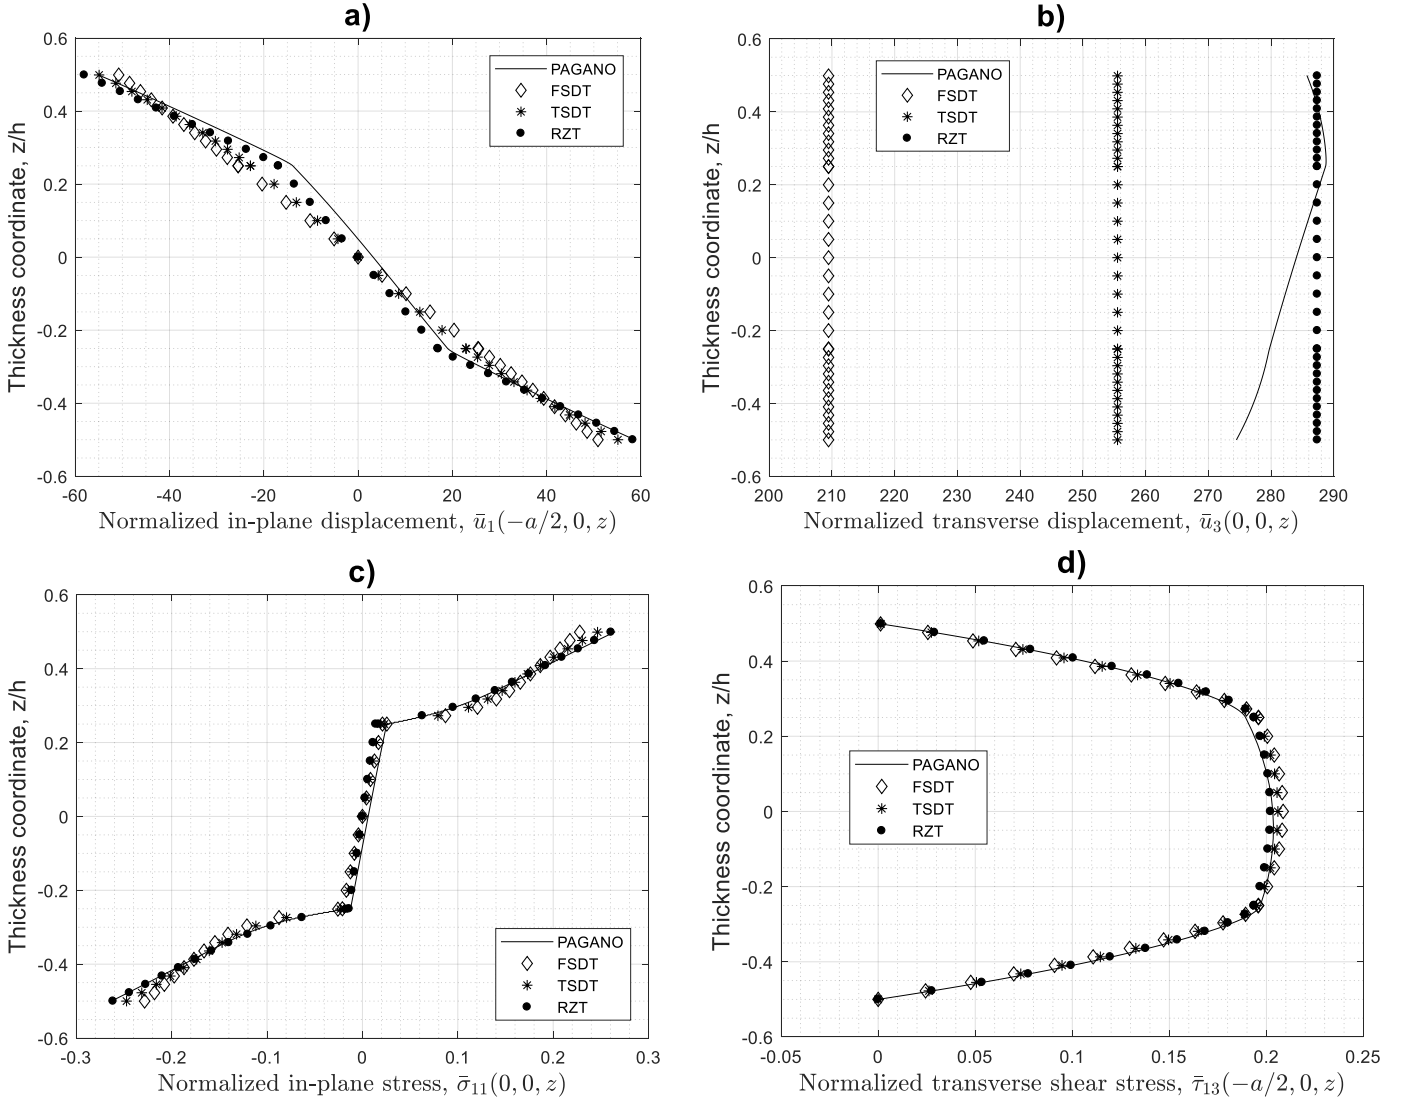 a)
0.6
0.4
0.2
0
-0.2
-0.4
-0.6
Thickness coordinate, z/h
PAGANO
FSDT
TSDT
RZT
-60 -40 -20 0 20 40 60
Normalized in-plane displacement, ū₁(−a/2, 0, z)
b)
0.6
0.4
0.2
0
-0.2
-0.4
-0.6
Thickness coordinate, z/h
PAGANO
FSDT
TSDT
RZT
200 210 220 230 240 250 260 270 280 290
Normalized transverse displacement, ū₃(0, 0, z)
c)
0.6
0.4
0.2
0
-0.2
-0.4
-0.6
Thickness coordinate, z/h
PAGANO
FSDT
TSDT
RZT
-0.3 -0.2 -0.1 0 0.1 0.2 0.3
Normalized in-plane stress, σ̄₁₁(0, 0, z)
d)
0.6
0.4
0.2
0
-0.2
-0.4
-0.6
Thickness coordinate, z/h
PAGANO
FSDT
TSDT
RZT
-0.05 0 0.05 0.1 0.15 0.2 0.25
Normalized transverse shear stress, τ̄₁₃(−a/2, 0, z)